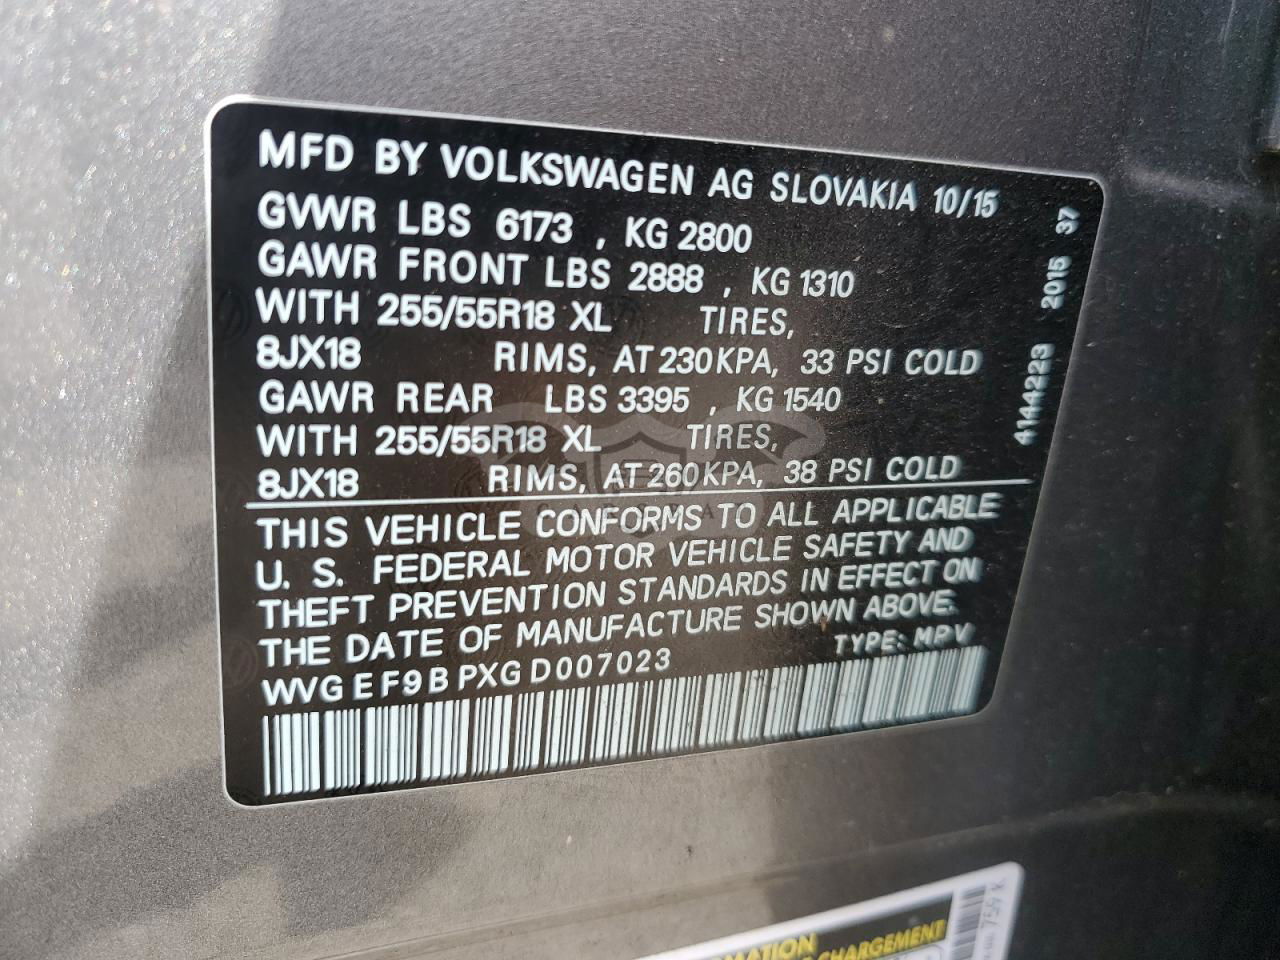 MFD BY VOLKSWAGEN AG SLOVAKIA 10/15
GVWR LBS 6173 , KG 2800
GAWR FRONT LBS 2888 , KG 1310
WITH 255/55R18 XL TIRES,
8JX18 RIMS, AT 230KPA, 33 PSI COLD
GAWR REAR LBS 3395 , KG 1540
WITH 255/55R18 XL TIRES,
8JX18 RIMS, AT 260KPA, 38 PSI COLD
4144223 2015 37
THIS VEHICLE CONFORMS TO ALL APPLICABLE
U. S. FEDERAL MOTOR VEHICLE SAFETY AND
THEFT PREVENTION STANDARDS IN EFFECT ON
THE DATE OF MANUFACTURE SHOWN ABOVE.
TYPE: MPV
WVGEF9BPXGD007023
CHARGEMENT